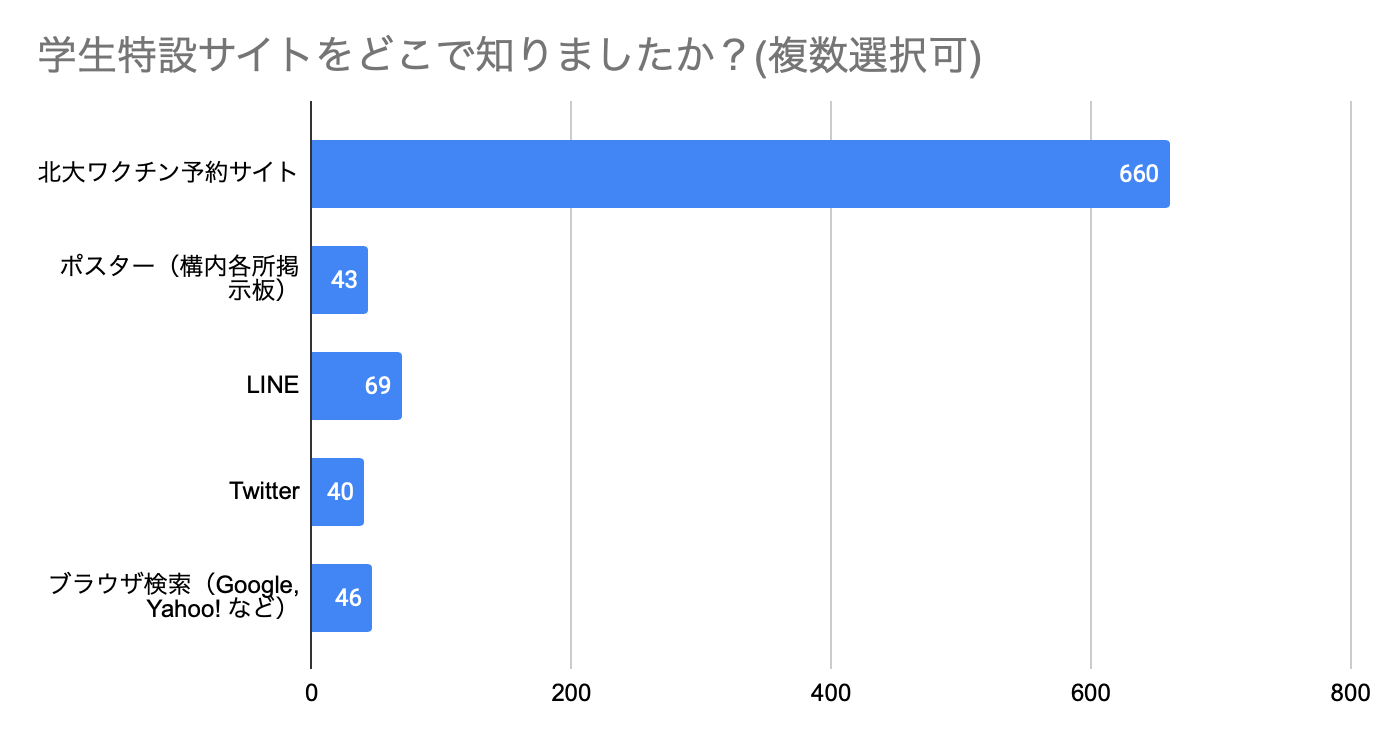 学生特設サイトをどこで知りましたか？(複数選択可)
北大ワクチン予約サイト
660
ポスター（構内各所掲
示板）
43
LINE
69
Twitter
40
ブラウザ検索（Google,
Yahoo! など）
46
0
200
400
600
800